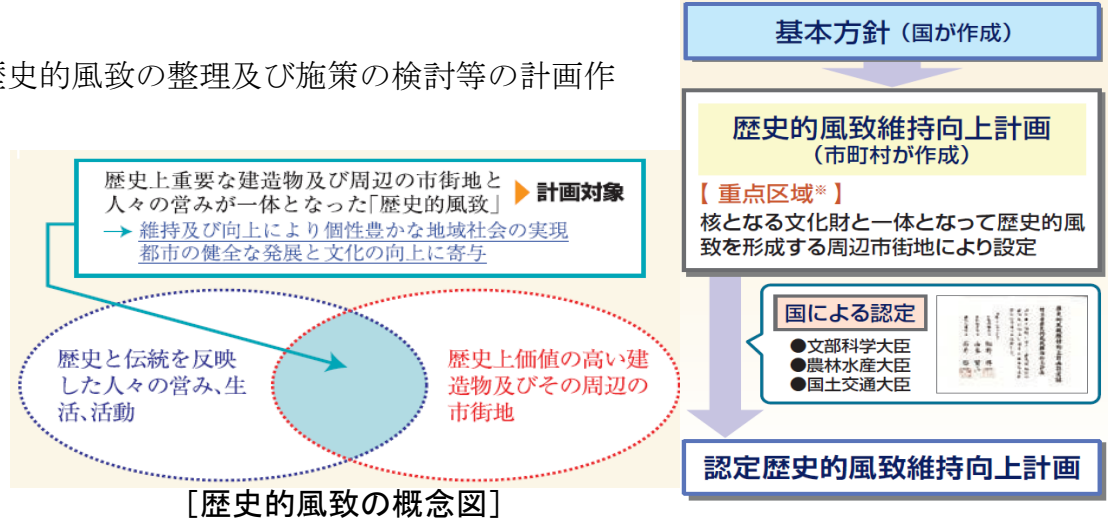 歴史的風致の整理及び施策の検討等の計画作
歴史上重要な建造物及び周辺の市街地と
人々の営みが一体となった「歴史的風致」
計画対象
→ 維持及び向上により個性豊かな地域社会の実現
都市の健全な発展と文化の向上に寄与
歴史と伝統を反映
した人々の営み、生
活、活動
歴史上価値の高い建
造物及びその周辺の
市街地
[歴史的風致の概念図]
基本方針（国が作成）
歴史的風致維持向上計画
（市町村が作成）
【 重点区域※ 】
核となる文化財と一体となって歴史的風
致を形成する周辺市街地により設定
国による認定
●文部科学大臣
●農林水産大臣
●国土交通大臣
認定歴史的風致維持向上計画